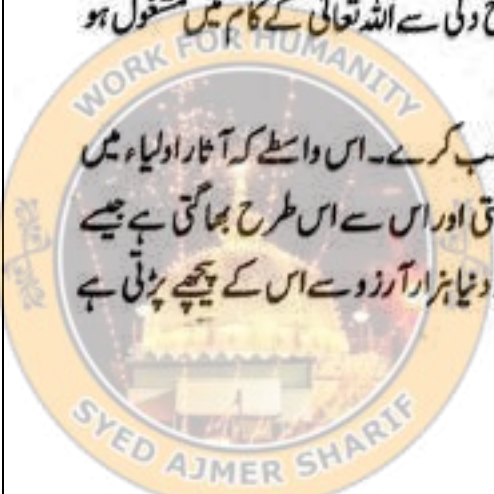 دلی سے اللہ تعالیٰ کے کام میں مشغول ہو
WORK FOR HUMANITY
کرے۔ اس واسطے کہ آثار اولیاء میں
اور اس سے اس طرح بھاگتی ہے جیسے
دنیا ہزار آرزو سے اس کے پیچھے پڑتی ہے
SYED AJMER SHARIF